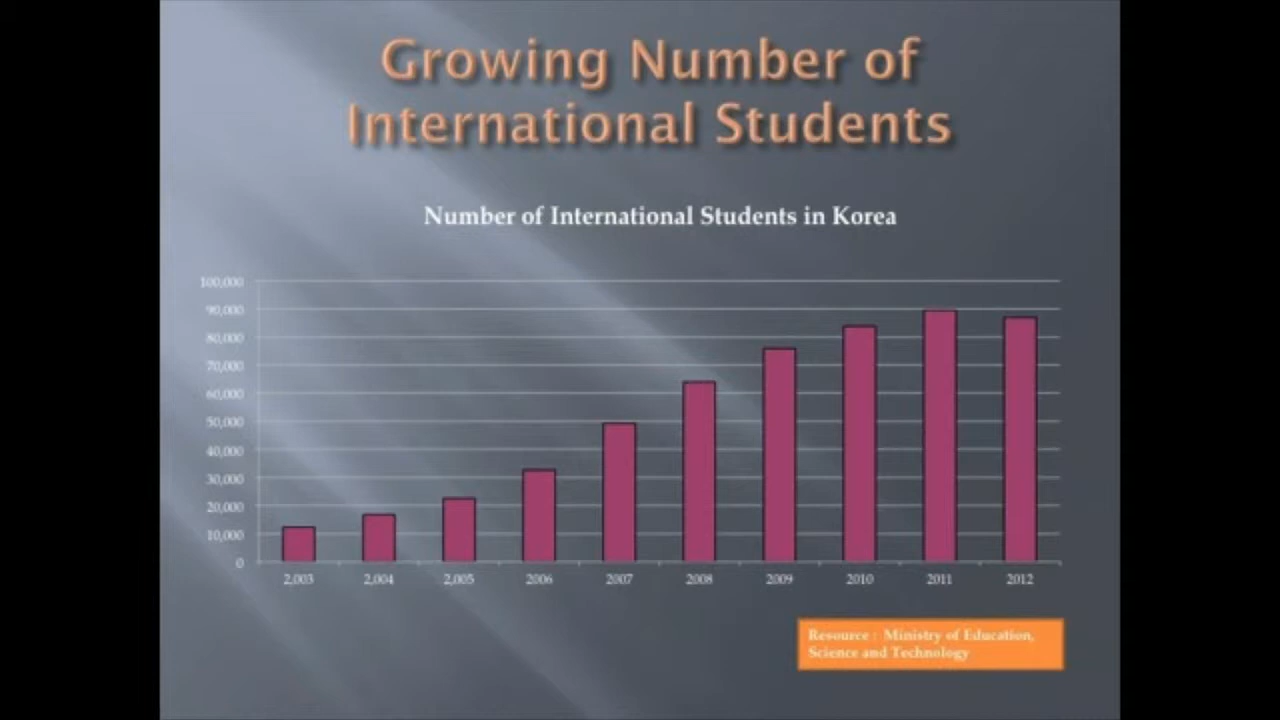 Growing Number of
International Students
Number of International Students in Korea
100,000
90,000
80,000
70,000
60,000
50,000
40,000
30,000
20,000
10,000
0
2,003 2,004 2,005 2006 2007 2008 2009 2010 2011 2012
Resource : Ministry of Education,
Science and Technology